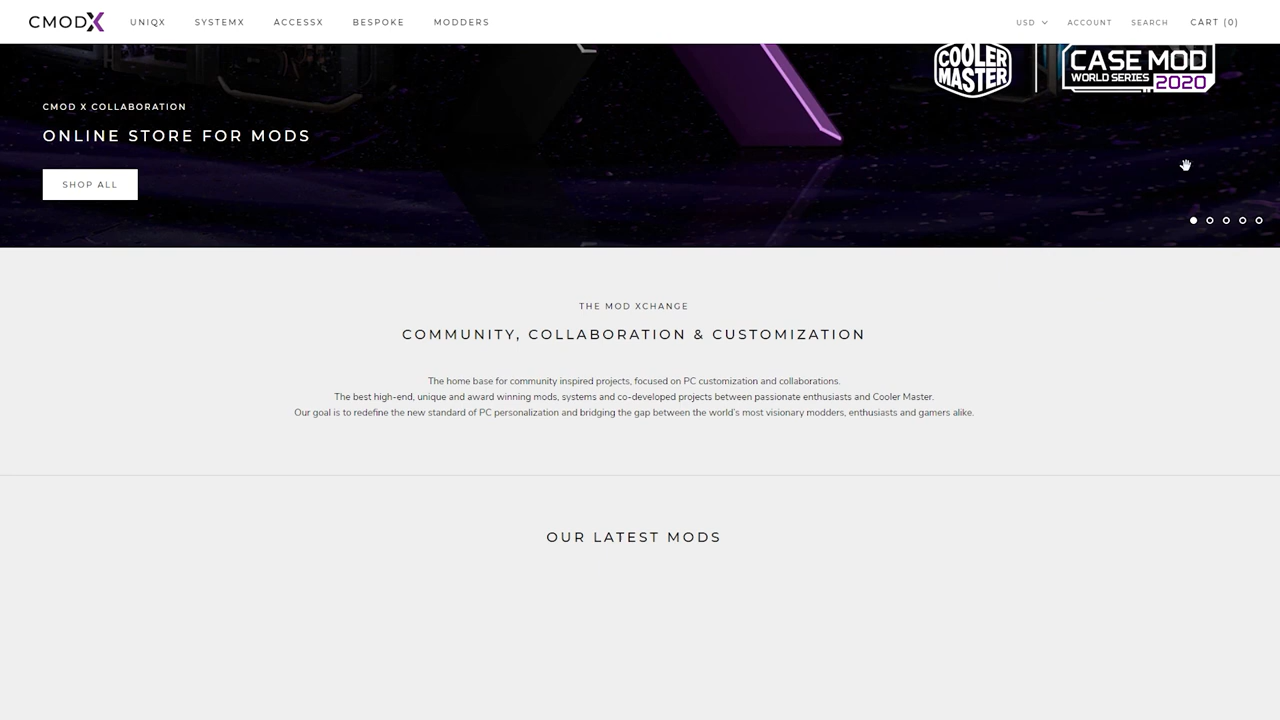 CMODX UNIQX SYSTEMX ACCESSX BESPOKE MODDERS USD ACCOUNT SEARCH CART (0)
COOLER MASTER
CASE MOD
WORLD SERIES 2020
CMOD X COLLABORATION
ONLINE STORE FOR MODS
SHOP ALL
THE MOD XCHANGE
COMMUNITY, COLLABORATION & CUSTOMIZATION
The home base for community inspired projects, focused on PC customization and collaborations.
The best high-end, unique and award winning mods, systems and co-developed projects between passionate enthusiasts and Cooler Master.
Our goal is to redefine the new standard of PC personalization and bridging the gap between the world's most visionary modders, enthusiasts and gamers alike.
OUR LATEST MODS